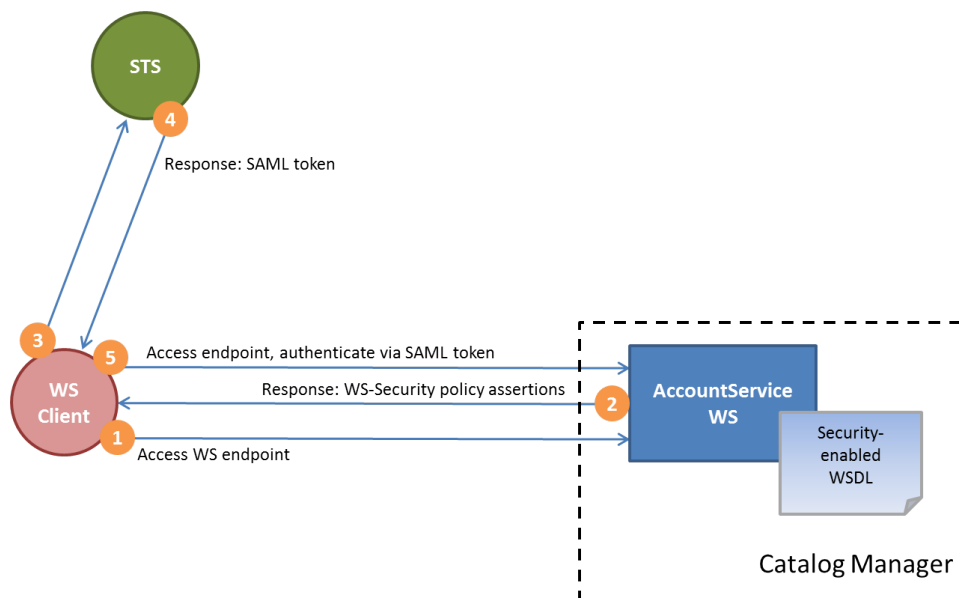 STS
4
Response: SAML token
3
5
Access endpoint, authenticate via SAML token
WS
Client
Response: WS-Security policy assertions
2
AccountService
WS
1
Access WS endpoint
Security-
enabled
WSDL
Catalog Manager